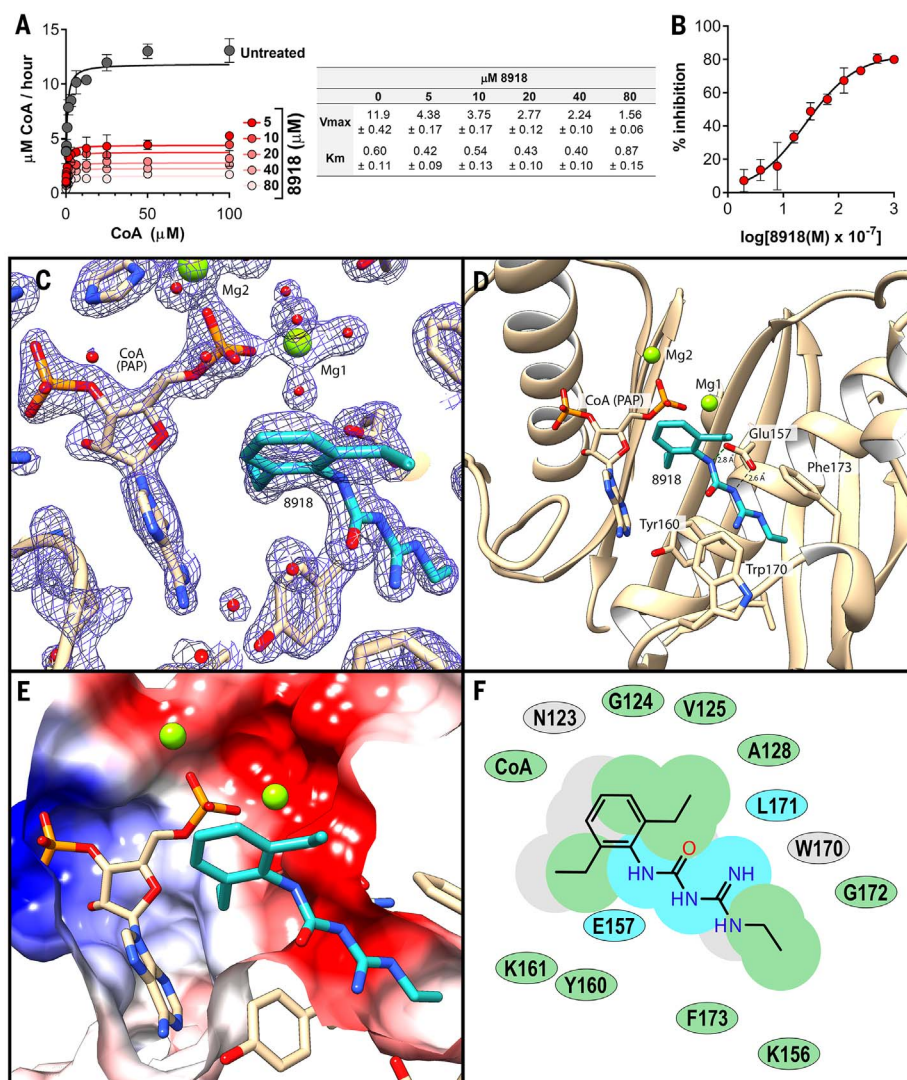 A
15
10
5
0
μM CoA / hour
0
50
100
CoA (μM)
Untreated
5
10
20
40
80
8918 (μM)
μM 8918
0 5 10 20 40 80
Vmax 11.9 4.38 3.75 2.77 2.24 1.56
± 0.42 ± 0.17 ± 0.17 ± 0.12 ± 0.10 ± 0.06
Km 0.60 0.42 0.54 0.43 0.40 0.87
± 0.11 ± 0.09 ± 0.13 ± 0.10 ± 0.10 ± 0.15
B
100
80
60
40
20
0
% inhibition
0 1 2 3
log[8918(M) x 10-7]
C
Mg2
CoA
(PAP)
Mg1
8918
D
Mg2
CoA (PAP)
Mg1
Glu157
2.8 Å
8918
2.6 Å
Phe173
Tyr160
Trp170
E
F
G124
N123
V125
CoA
A128
L171
W170
O
HN
NH
HN
NH
HN
G172
E157
K161
Y160
F173
K156